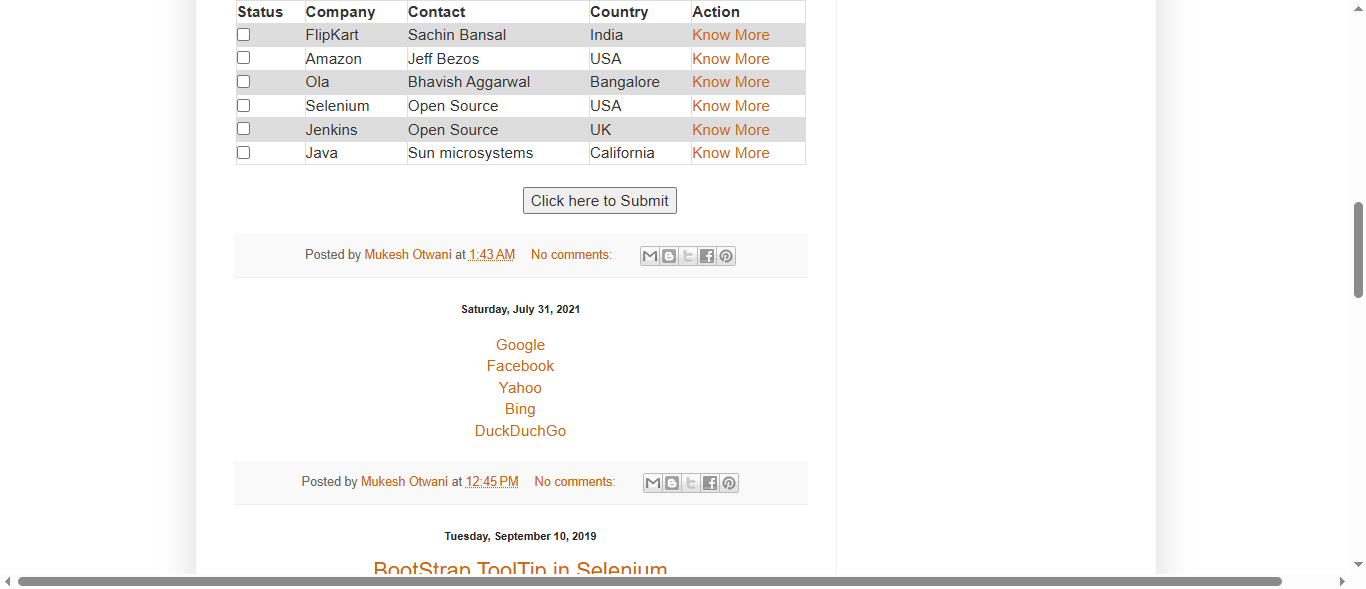 Status Company Contact Country Action
FlipKart Sachin Bansal India Know More
Amazon Jeff Bezos USA Know More
Ola Bhavish Aggarwal Bangalore Know More
Selenium Open Source USA Know More
Jenkins Open Source UK Know More
Java Sun microsystems California Know More
Click here to Submit
Posted by Mukesh Otwani at 1:43 AM No comments:
Saturday, July 31, 2021
Google
Facebook
Yahoo
Bing
DuckDuchGo
Posted by Mukesh Otwani at 12:45 PM No comments:
Tuesday, September 10, 2019
BootStrap ToolTip in Selenium